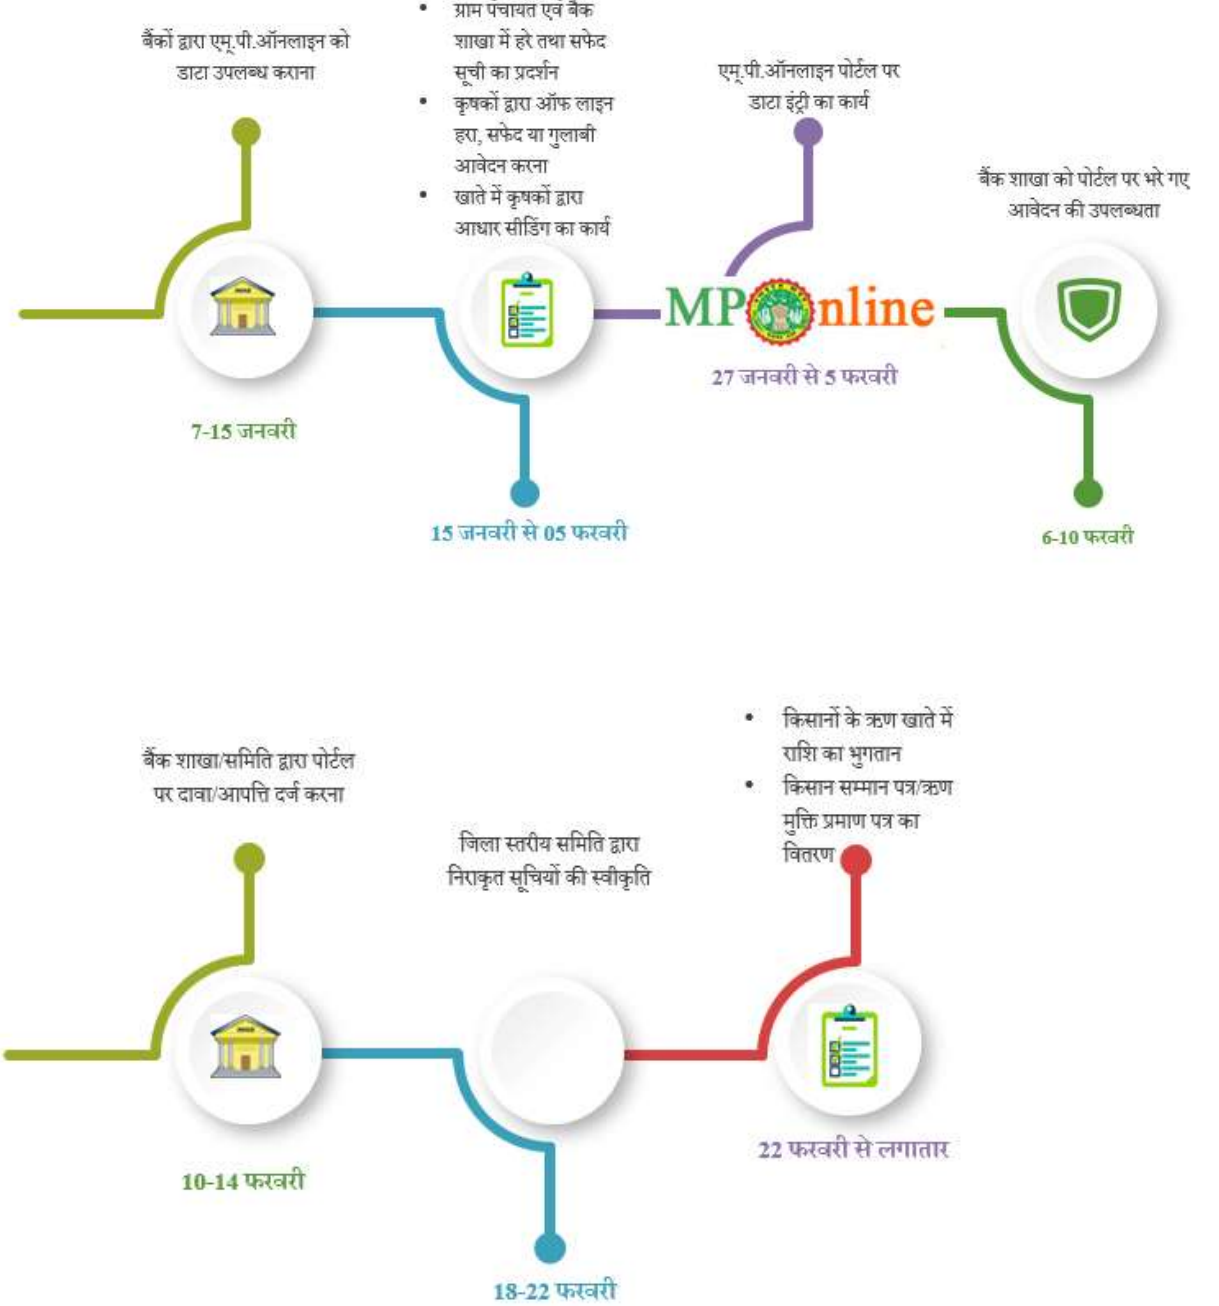 बैंकों द्वारा एम.पी.ऑनलाइन को
डाटा उपलब्ध कराना
7-15 जनवरी
• ग्राम पंचायत एवं बैंक
शाखा में हरे तथा सफेद
सूची का प्रदर्शन
• कृषकों द्वारा ऑफ लाइन
हरा, सफेद या गुलाबी
आवेदन करना
• खाते में कृषकों द्वारा
आधार सीडिंग का कार्य
15 जनवरी से 05 फरवरी
एम.पी.ऑनलाइन पोर्टल पर
डाटा इंट्री का कार्य
MPOnline
27 जनवरी से 5 फरवरी
बैंक शाखा को पोर्टल पर भरे गए
आवेदन की उपलब्धता
6-10 फरवरी
बैंक शाखा/समिति द्वारा पोर्टल
पर दावा/आपत्ति दर्ज करना
10-14 फरवरी
जिला स्तरीय समिति द्वारा
निराकृत सूचियों की स्वीकृति
18-22 फरवरी
• किसानों के ऋण खाते में
राशि का भुगतान
• किसान सम्मान पत्र/ऋण
मुक्ति प्रमाण पत्र का
वितरण
22 फरवरी से लगातार